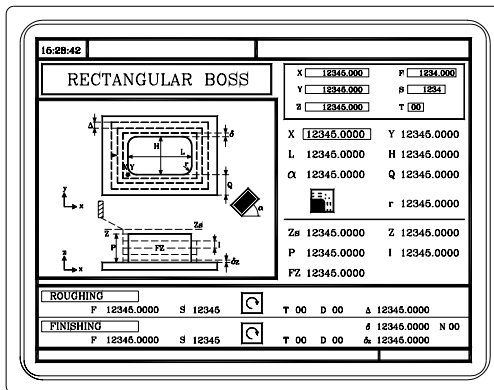 15:28:42
RECTANGULAR BOSS
X 12345.000 F 1234.000
Y 12345.000 S 1234
Z 12345.000 T 00
Δ δ
H
L
X Y r
Q
α
y
x
Zs
Z
P FZ I
δz
z
x
X 12345.0000 Y 12345.0000
L 12345.0000 H 12345.0000
α 12345.0000 Q 12345.0000
r 12345.0000
Zs 12345.0000 Z 12345.0000
P 12345.0000 I 12345.0000
FZ 12345.0000
ROUGHING
F 12345.0000 S 12345 T 00 D 00 Δ 12345.0000
FINISHING
δ 12345.0000 N 00
F 12345.0000 S 12345 T 00 D 00 δz 12345.0000